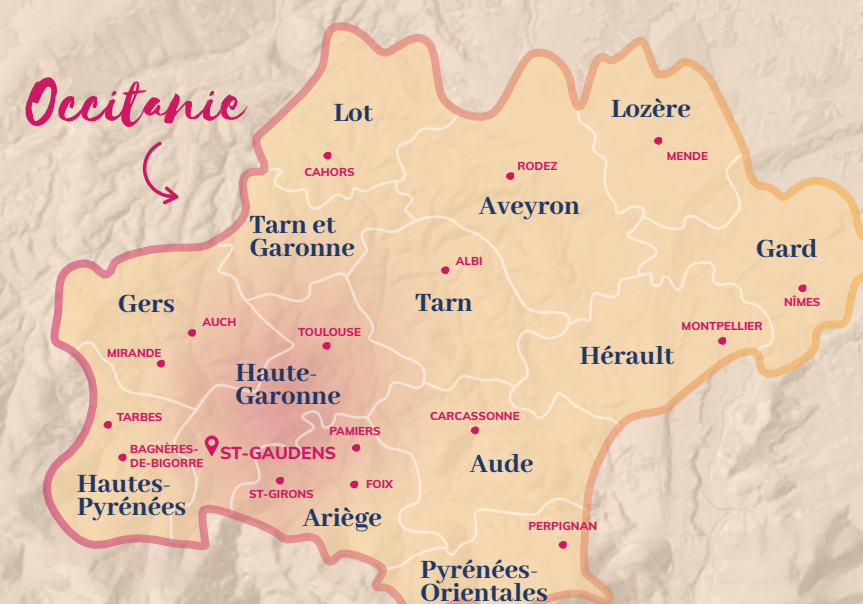 Occitanie
Lot
CAHORS
Lozère
MENDE
RODEZ
Aveyron
Tarn et
Garonne
Gard
NÎMES
ALBI
Tarn
Gers
AUCH
MIRANDE
TOULOUSE
MONTPELLIER
Hérault
Haute-
Garonne
TARBES
BAGNÈRES-
DE-BIGORRE
Hautes-
Pyrénées
ST-GAUDENS
PAMIERS
CARCASSONNE
Aude
ST-GIRONS
FOIX
Ariège
PERPIGNAN
Pyrénées-
Orientales